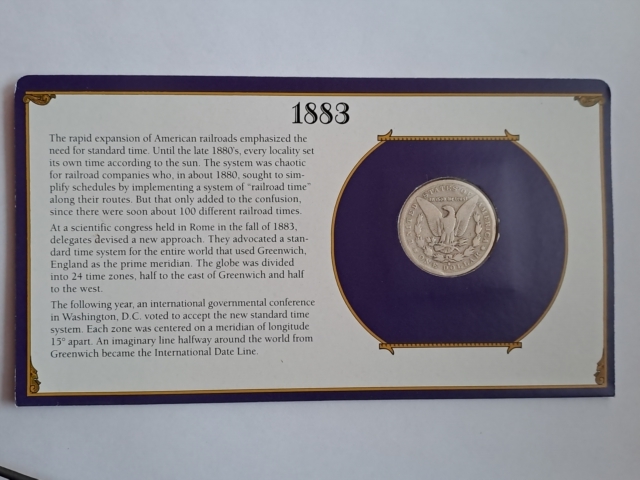 1883
The rapid expansion of American railroads emphasized the
need for standard time. Until the late 1880's, every locality set
its own time according to the sun. The system was chaotic
for railroad companies who, in about 1880, sought to sim-
plify schedules by implementing a system of "railroad time"
along their routes. But that only added to the confusion,
since there were soon about 100 different railroad times.
At a scientific congress held in Rome in the fall of 1883,
delegates devised a new approach. They advocated a stan-
dard time system for the entire world that used Greenwich,
England as the prime meridian. The globe was divided
into 24 time zones, half to the east of Greenwich and half
to the west.
The following year, an international governmental conference
in Washington, D.C. voted to accept the new standard time
system. Each zone was centered on a meridian of longitude
15° apart. An imaginary line halfway around the world from
Greenwich became the International Date Line.